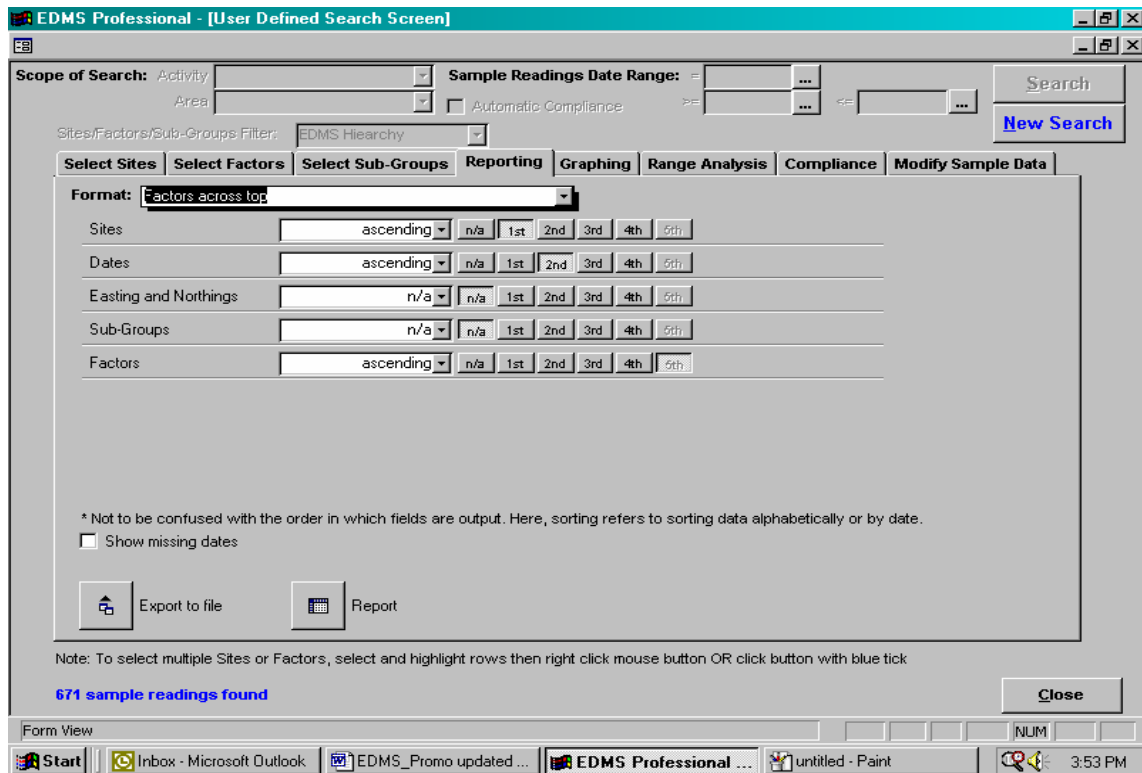 EDMS Professional - [User Defined Search Screen]
Scope of Search: Activity Sample Readings Date Range: = ... Search
Area Automatic Compliance >= ... <= ...
New Search
Sites/Factors/Sub-Groups Filter: EDMS Hiearchy
Select Sites Select Factors Select Sub-Groups Reporting Graphing Range Analysis Compliance Modify Sample Data
Format: Factors across top
Sites ascending n/a 1st 2nd 3rd 4th 5th
Dates ascending n/a 1st 2nd 3rd 4th 5th
Easting and Northings n/a n/a 1st 2nd 3rd 4th 5th
Sub-Groups n/a n/a 1st 2nd 3rd 4th 5th
Factors ascending n/a 1st 2nd 3rd 4th 5th
* Not to be confused with the order in which fields are output. Here, sorting refers to sorting data alphabetically or by date.
Show missing dates
Export to file Report
Note: To select multiple Sites or Factors, select and highlight rows then right click mouse button OR click button with blue tick
671 sample readings found Close
Form View NUM
Start Inbox - Microsoft Outlook EDMS_Promo updated ... EDMS Professional ... untitled - Paint 3:53 PM